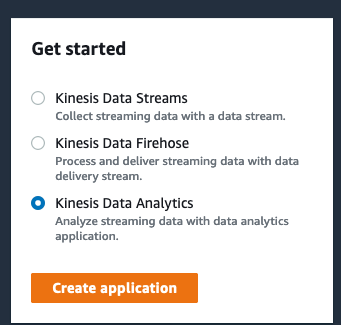 Get started
Kinesis Data Streams
Collect streaming data with a data stream.
Kinesis Data Firehose
Process and deliver streaming data with data
delivery stream.
Kinesis Data Analytics
Analyze streaming data with data analytics
application.
Create application